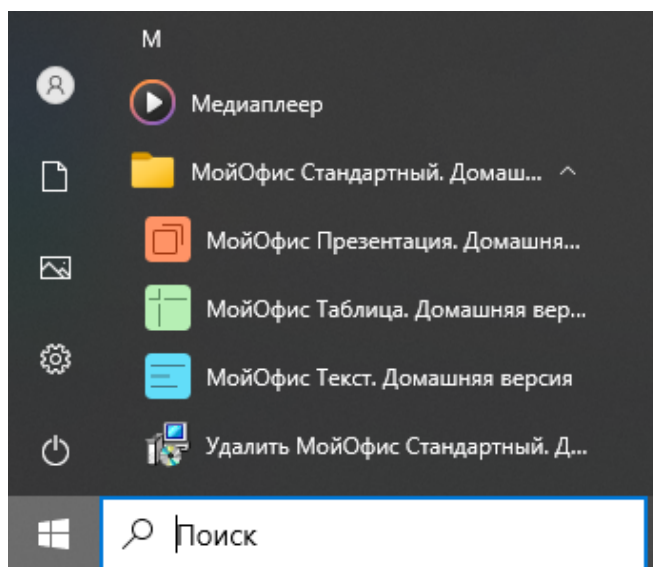 М
Медиаплеер
МойОфис Стандартный. Домаш...
МойОфис Презентация. Домашня...
МойОфис Таблица. Домашняя вер...
МойОфис Текст. Домашняя версия
Удалить МойОфис Стандартный. Д...
Поиск